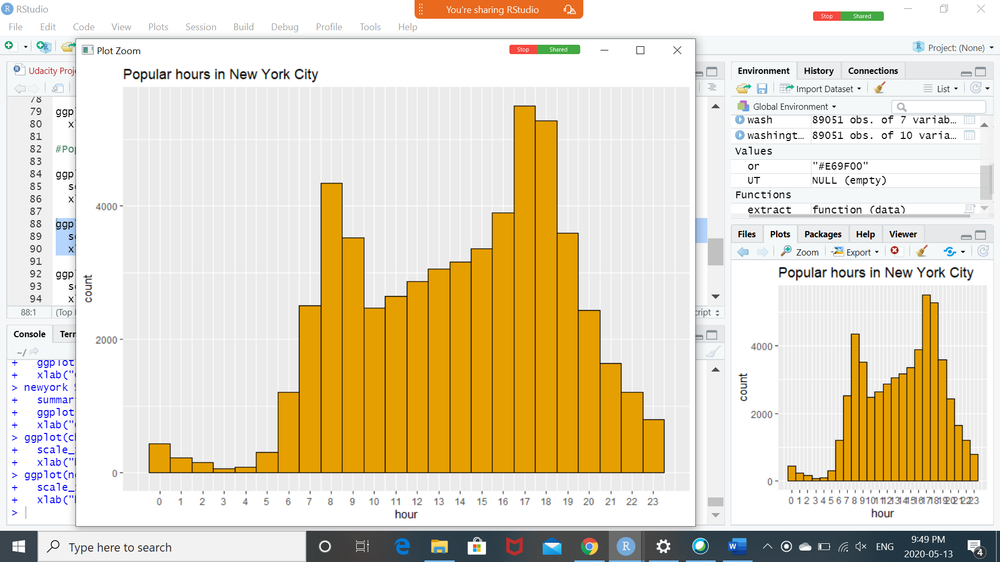 RStudio
You're sharing RStudio
Stop Shared
File Edit Code View Plots Session Build Debug Profile Tools Help
Project: (None)
Plot Zoom
Stop Shared
Udacity Proj
78
79 ggp
80 x
81
82 #Po
83
84 ggp
85 s
86 x
87
88 ggp
89 s
90 x
91
92 ggp
93 s
94 x
88:1 (Top
cript
Console Terr
~/
+ ggplot
+ xlab("
> newyork
+ summar
+ ggplot
+ xlab("
> ggplot(c
+ scale_
+ xlab("
> ggplot(n
+ scale_
+ xlab("
>
Popular hours in New York City
4000
2000
0
count
0 1 2 3 4 5 6 7 8 9 10 11 12 13 14 15 16 17 18 19 20 21 22 23
hour
Environment History Connections
Import Dataset List
Global Environment
wash 89051 obs. of 7 variab...
washingt... 89051 obs. of 10 varia...
Values
or "#E69F00"
UT NULL (empty)
Functions
extract function (data)
Files Plots Packages Help Viewer
Zoom Export
Popular hours in New York City
4000
2000
0
count
0 1 2 3 4 5 6 7 8 9 10 11 12 13 14 15 16 17 18 19 20 21 22 23
hour
Type here to search
ENG
9:49 PM
2020-05-13
4